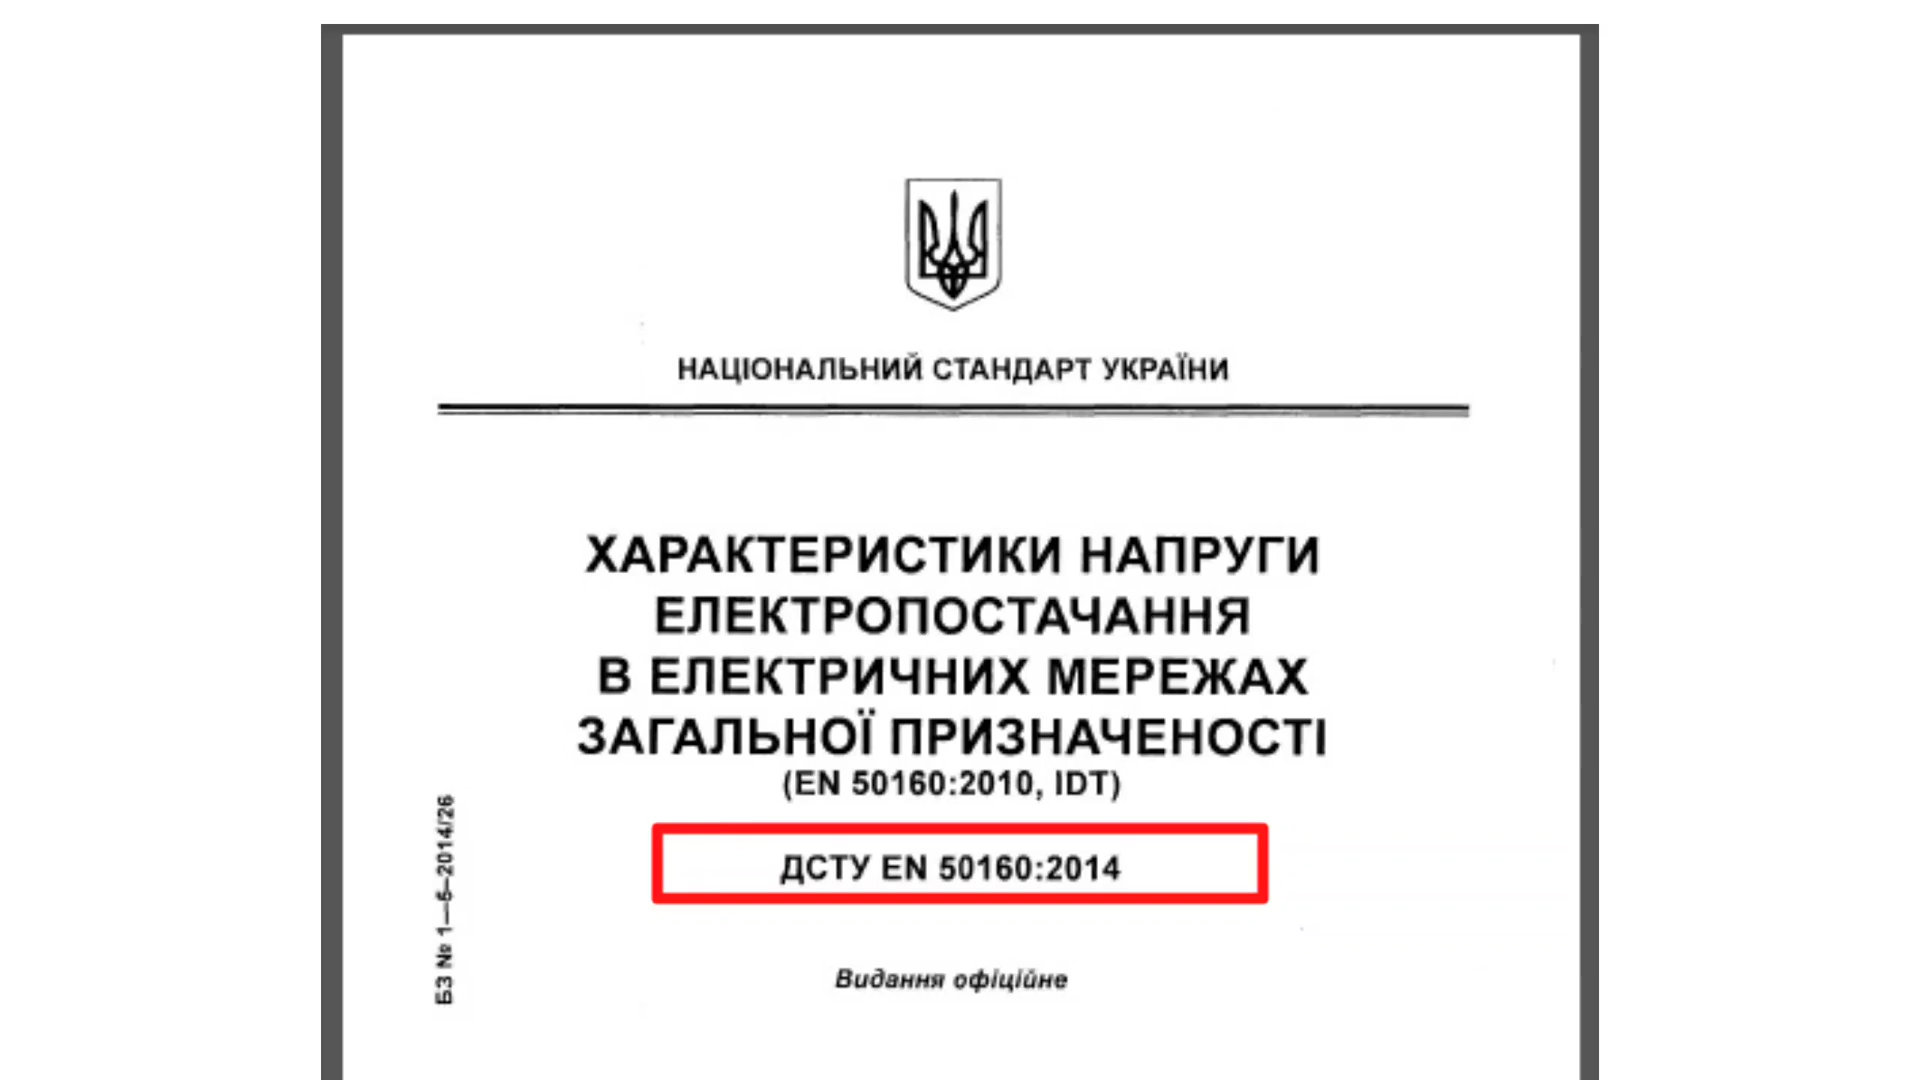 НАЦІОНАЛЬНИЙ СТАНДАРТ УКРАЇНИ
ХАРАКТЕРИСТИКИ НАПРУГИ
ЕЛЕКТРОПОСТАЧАННЯ
В ЕЛЕКТРИЧНИХ МЕРЕЖАХ
ЗАГАЛЬНОЇ ПРИЗНАЧЕНОСТІ
(EN 50160:2010, IDT)
ДСТУ EN 50160:2014
Видання офіційне
БЗ № 1—6–2014/26